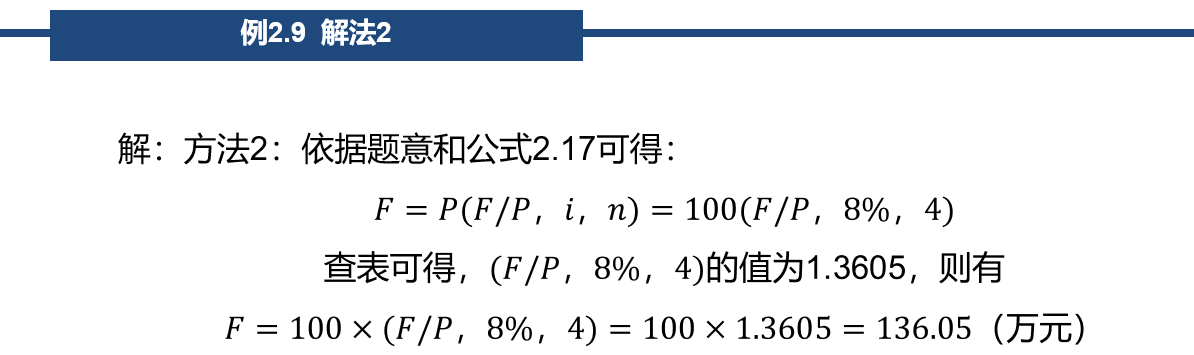 例2.9 解法2
解：方法2：依据题意和公式2.17可得：
F = P(F/P，i，n) = 100(F/P，8%，4)
查表可得，(F/P，8%，4)的值为1.3605，则有
F = 100 × (F/P，8%，4) = 100 × 1.3605 = 136.05（万元）